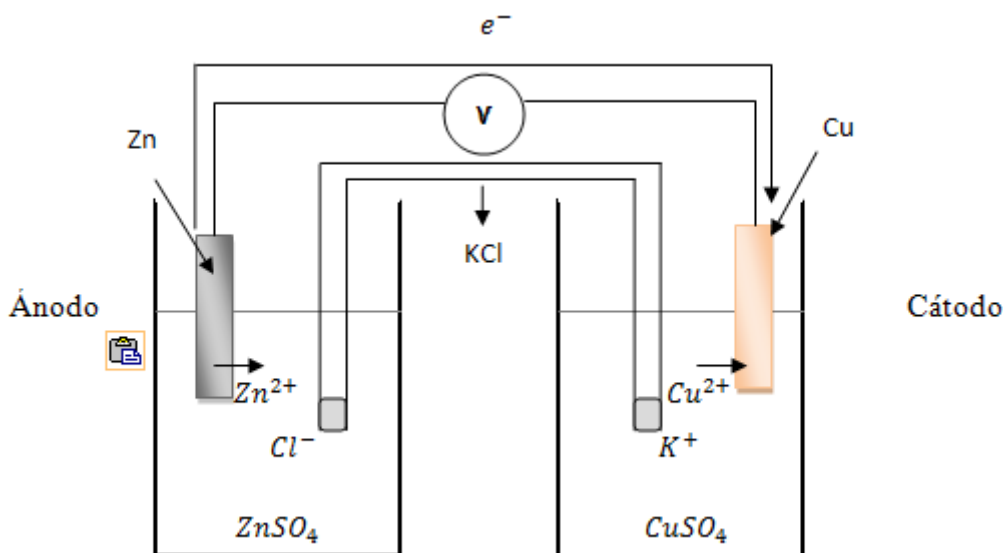 e⁻
V
Zn
Cu
KCl
Ánodo
Cátodo
Zn²⁺
Cu²⁺
Cl⁻
K⁺
ZnSO₄
CuSO₄